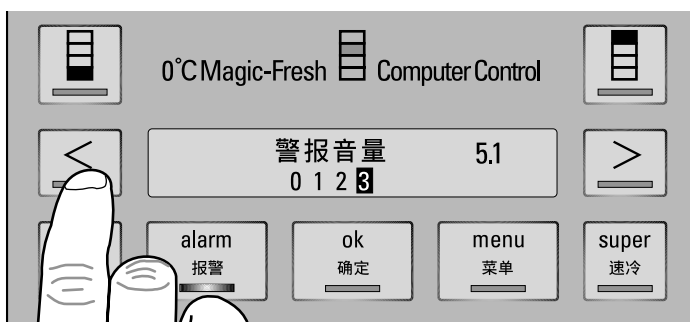 0°C Magic-Fresh Computer Control
<
警报音量 5.1
0 1 2 3
>
alarm
报警
ok
确定
menu
菜单
super
速冷